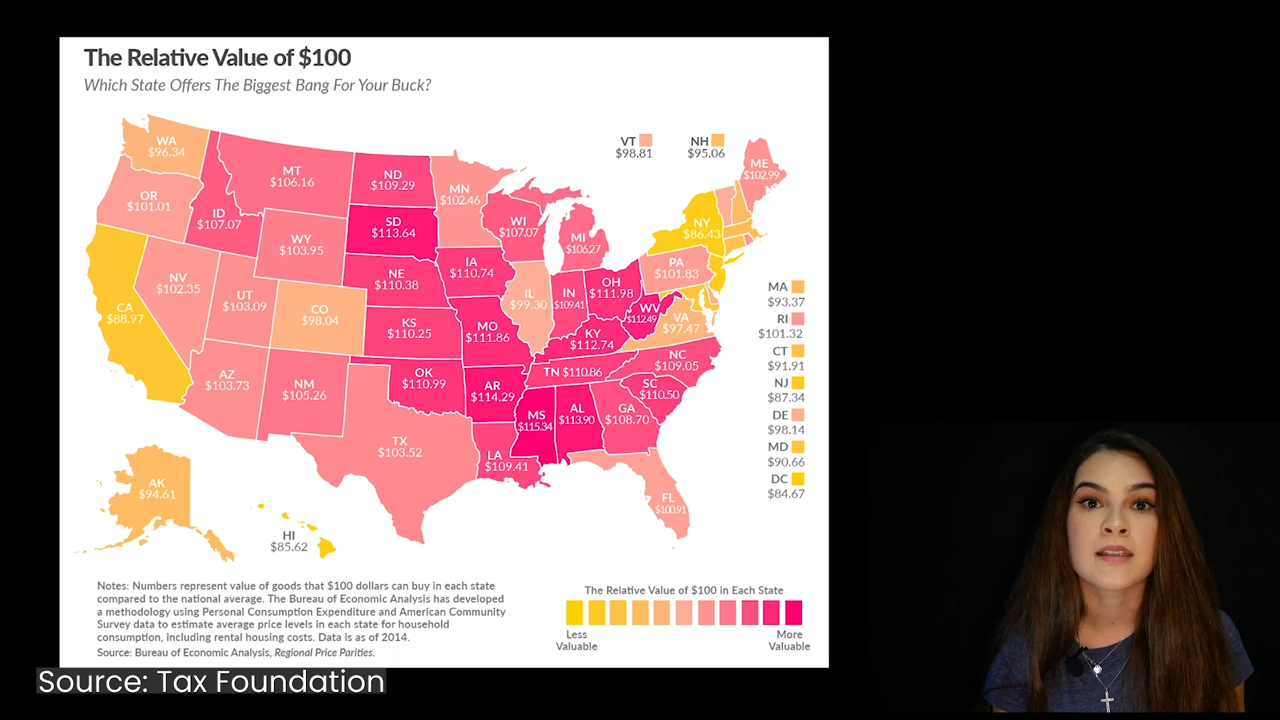 The Relative Value of $100
Which State Offers The Biggest Bang For Your Buck?
WA
$96.34
OR
$101.01
CA
$88.97
ID
$107.07
NV
$102.35
MT
$106.16
WY
$103.95
UT
$103.09
CO
$98.04
AZ
$103.73
NM
$105.26
ND
$109.29
SD
$113.64
NE
$110.38
KS
$110.25
OK
$110.99
TX
$103.52
MN
$102.46
IA
$110.74
MO
$111.86
AR
$114.29
LA
$109.41
WI
$107.07
IL
$99.30
MI
$106.27
IN
$109.41
OH
$111.98
KY
$112.74
TN $110.86
MS
$115.34
AL
$113.90
GA
$108.70
FL
$100.91
SC
$110.50
NC
$109.05
VA
$97.47
WV
$112.49
PA
$101.83
NY
$86.43
ME
$102.99
VT
$98.81
NH
$95.06
MA
$93.37
RI
$101.32
CT
$91.91
NJ
$87.34
DE
$98.14
MD
$90.66
DC
$84.67
AK
$94.61
HI
$85.62
Notes: Numbers represent value of goods that $100 dollars can buy in each state
compared to the national average. The Bureau of Economic Analysis has developed
a methodology using Personal Consumption Expenditure and American Community
Survey data to estimate average price levels in each state for household
consumption, including rental housing costs. Data is as of 2014.
Source: Bureau of Economic Analysis, Regional Price Parities.
The Relative Value of $100 in Each State
Less
Valuable
More
Valuable
Source: Tax Foundation